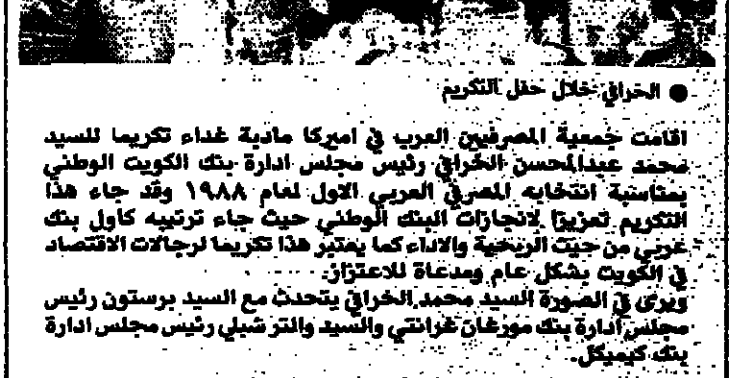 ● الخرافي خلال حفل التكريم
اقامت جمعية المصرفيين العرب في اميركا مادبة غداء تكريما للسيد
محمد عبدالمحسن الخرافي رئيس مجلس ادارة بنك الكويت الوطني
بمناسبة انتخابه المصرفي العربي الاول لعام ١٩٨٨ وقد جاء هذا
التكريم تعزيزا لانجازات البنك الوطني حيث جاء ترتيبه كاول بنك
عربي من حيث الربحية والاداء كما يعتبر هذا تكريما لرجالات الاقتصاد
في الكويت بشكل عام ومدعاة للاعتزاز.
ويرى في الصورة السيد محمد الخرافي يتحدث مع السيد برستون رئيس
مجلس ادارة بنك مورغان غرانتي والسيد والتر شبلي رئيس مجلس ادارة
بنك كيميكل.